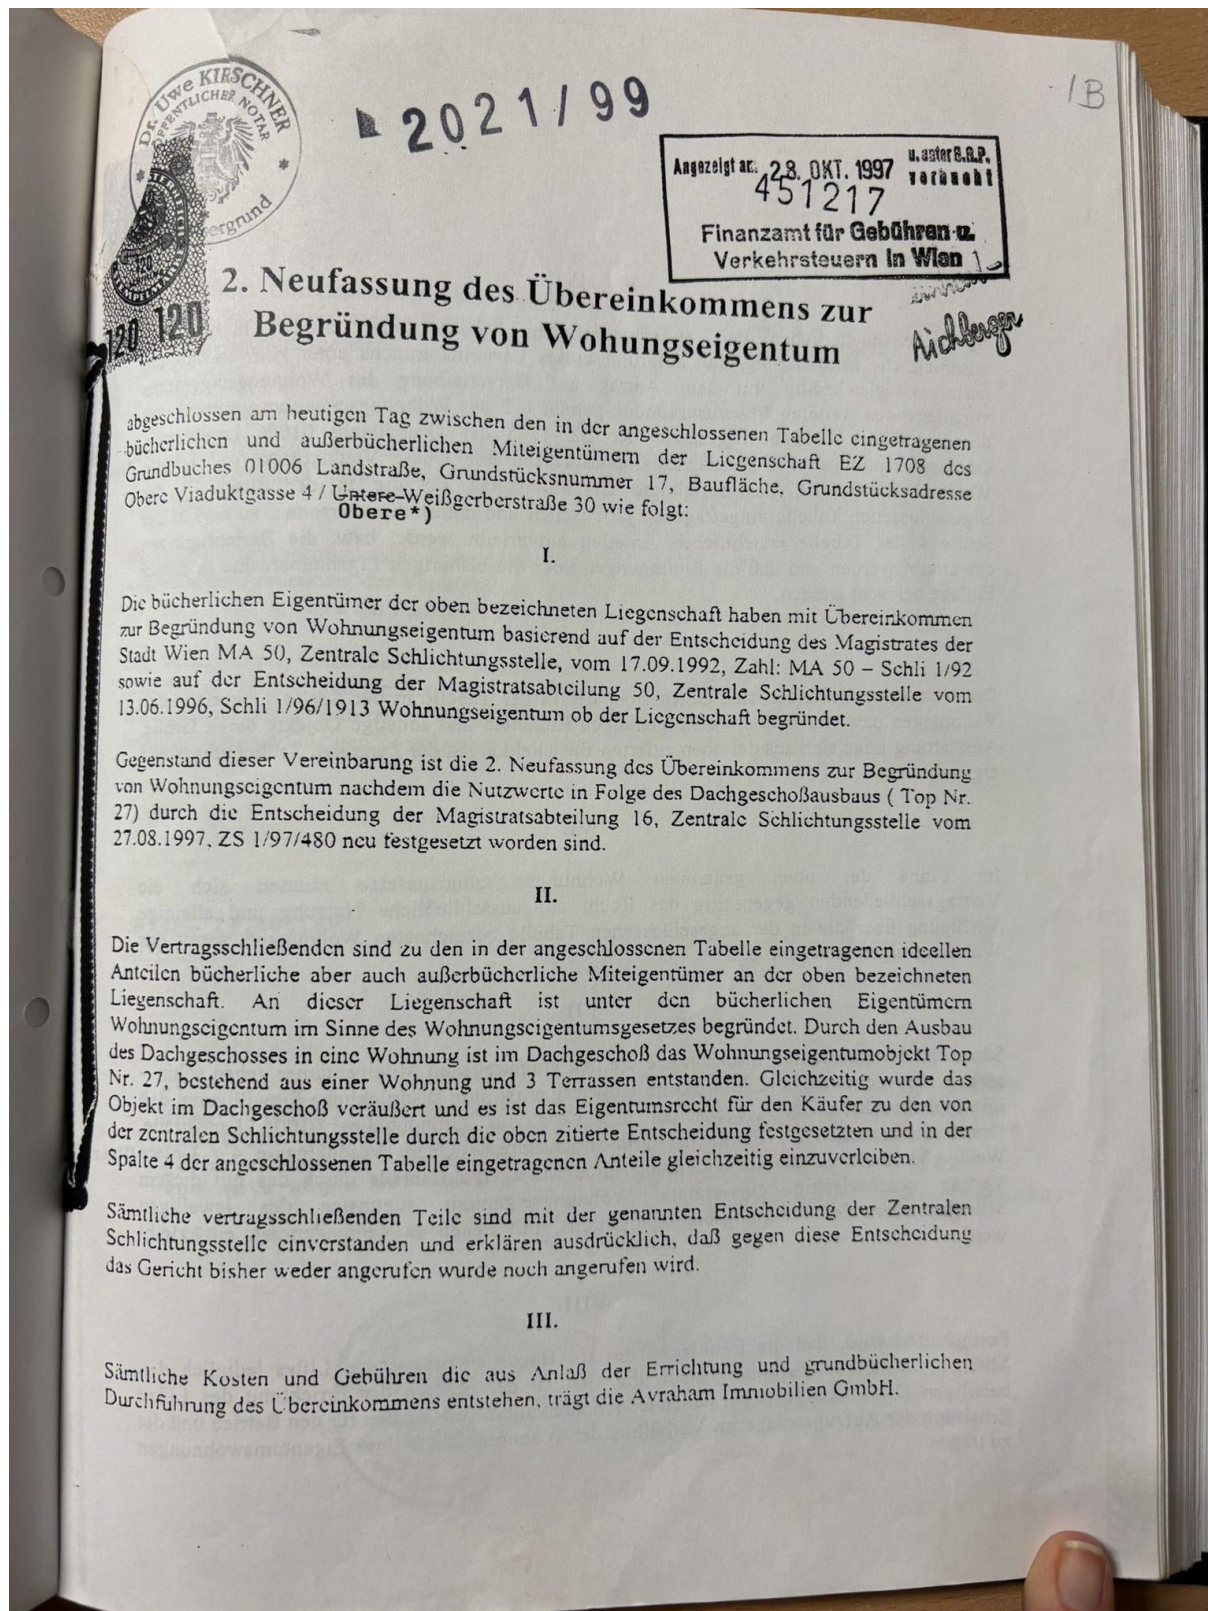 Dr. Uwe KIRSCHNER
ÖFFENTLICHER NOTAR
2021/99
1B
Angezeigt am: 28. OKT. 1997 u. unter B.R.P.
451217
Finanzamt für Gebühren u.
Verkehrsteuern in Wien
120 120
Aichberger
2. Neufassung des Übereinkommens zur
Begründung von Wohungseigentum
abgeschlossen am heutigen Tag zwischen den in der angeschlossenen Tabelle eingetragenen
bücherlichen und außerbücherlichen Miteigentümern der Liegenschaft EZ 1708 des
Grundbuches 01006 Landstraße, Grundstücksnummer 17, Baufläche, Grundstücksadresse
Obere Viaduktgasse 4 / Untere Weißgerberstraße 30 wie folgt:
Obere*)
I.
Die bücherlichen Eigentümer der oben bezeichneten Liegenschaft haben mit Übereinkommen
zur Begründung von Wohnungseigentum basierend auf der Entscheidung des Magistrates der
Stadt Wien MA 50, Zentrale Schlichtungsstelle, vom 17.09.1992, Zahl: MA 50 – Schli 1/92
sowie auf der Entscheidung der Magistratsabteilung 50, Zentrale Schlichtungsstelle vom
13.06.1996, Schli 1/96/1913 Wohnungseigentum ob der Liegenschaft begründet.
Gegenstand dieser Vereinbarung ist die 2. Neufassung des Übereinkommens zur Begründung
von Wohnungseigentum nachdem die Nutzwerte in Folge des Dachgeschoßausbaus ( Top Nr.
27) durch die Entscheidung der Magistratsabteilung 16, Zentrale Schlichtungsstelle vom
27.08.1997, ZS 1/97/480 neu festgesetzt worden sind.
II.
Die Vertragsschließenden sind zu den in der angeschlossenen Tabelle eingetragenen ideellen
Anteilen bücherliche aber auch außerbücherliche Miteigentümer an der oben bezeichneten
Liegenschaft. An dieser Liegenschaft ist unter den bücherlichen Eigentümern
Wohnungseigentum im Sinne des Wohnungseigentumsgesetzes begründet. Durch den Ausbau
des Dachgeschosses in eine Wohnung ist im Dachgeschoß das Wohnungseigentumobjekt Top
Nr. 27, bestehend aus einer Wohnung und 3 Terrassen entstanden. Gleichzeitig wurde das
Objekt im Dachgeschoß veräußert und es ist das Eigentumsrecht für den Käufer zu den von
der zentralen Schlichtungsstelle durch die oben zitierte Entscheidung festgesetzten und in der
Spalte 4 der angeschlossenen Tabelle eingetragenen Anteile gleichzeitig einzuverleiben.
Sämtliche vertragsschließenden Teile sind mit der genannten Entscheidung der Zentralen
Schlichtungsstelle einverstanden und erklären ausdrücklich, daß gegen diese Entscheidung
das Gericht bisher weder angerufen wurde noch angerufen wird.
III.
Sämtliche Kosten und Gebühren die aus Anlaß der Errichtung und grundbücherlichen
Durchführung des Übereinkommens entstehen, trägt die Avraham Immobilien GmbH.